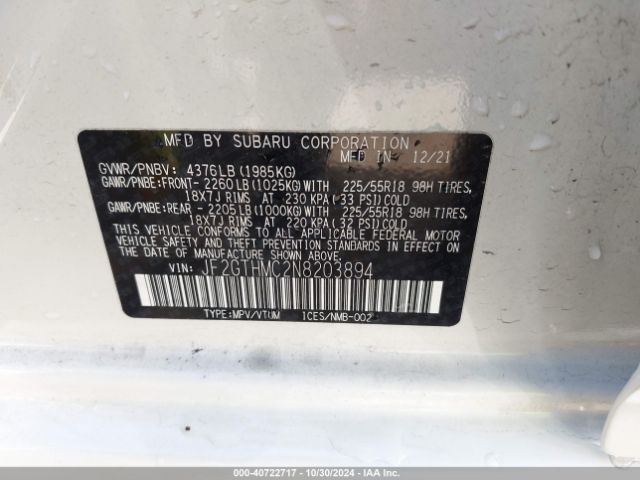 MFD BY SUBARU CORPORATION
MFD IN 12/21
GVWR/PNBV: 4376LB (1985KG)
GAWR/PNBE:FRONT-2260LB(1025KG)WITH 225/55R18 98H TIRES,
18X7J RIMS AT 230 KPA(33 PSI)COLD
GAWR/PNBE:REAR -2205LB(1000KG)WITH 225/55R18 98H TIRES,
18X7J RIMS AT 220 KPA(32 PSI)COLD
THIS VEHICLE CONFORMS TO ALL APPLICABLE FEDERAL MOTOR
VEHICLE SAFETY, BUMPER, AND THEFT PREVENTION STANDARDS
IN EFFECT ON THE DATE OF MANUFACTURE SHOWN ABOVE.
VIN: JF2GTHMC2N8203894
TYPE:MPV/VTUM ICES/NMB-002
000-40722717 - 10/30/2024 - IAA Inc.